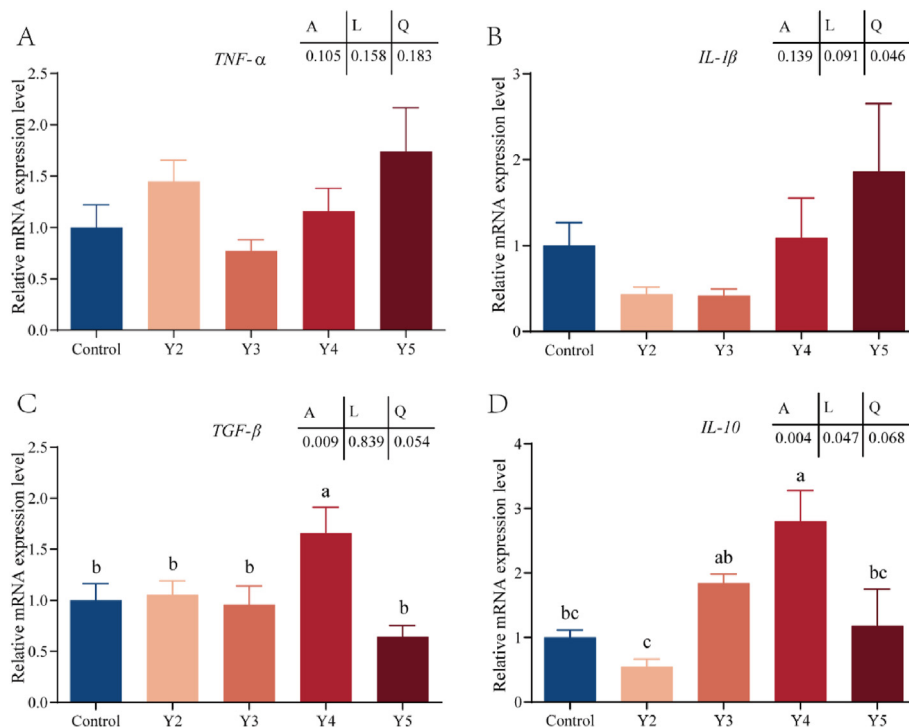 A
TNF-α
A L Q
0.105 0.158 0.183
Relative mRNA expression level
2.5
2.0
1.5
1.0
0.5
0.0
Control Y2 Y3 Y4 Y5
B
IL-1β
A L Q
0.139 0.091 0.046
Relative mRNA expression level
3
2
1
0
Control Y2 Y3 Y4 Y5
C
TGF-β
A L Q
0.009 0.839 0.054
Relative mRNA expression level
2.5
2.0
1.5
1.0
0.5
0.0
b b b a b
Control Y2 Y3 Y4 Y5
D
IL-10
A L Q
0.004 0.047 0.068
Relative mRNA expression level
4
3
2
1
0
bc c ab a bc
Control Y2 Y3 Y4 Y5